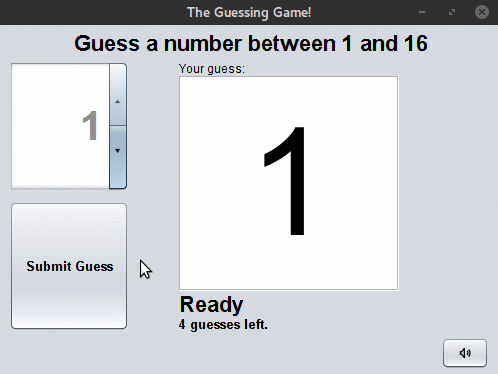 The Guessing Game!
Guess a number between 1 and 16
1
Your guess:
1
Submit Guess
Ready
4 guesses left.